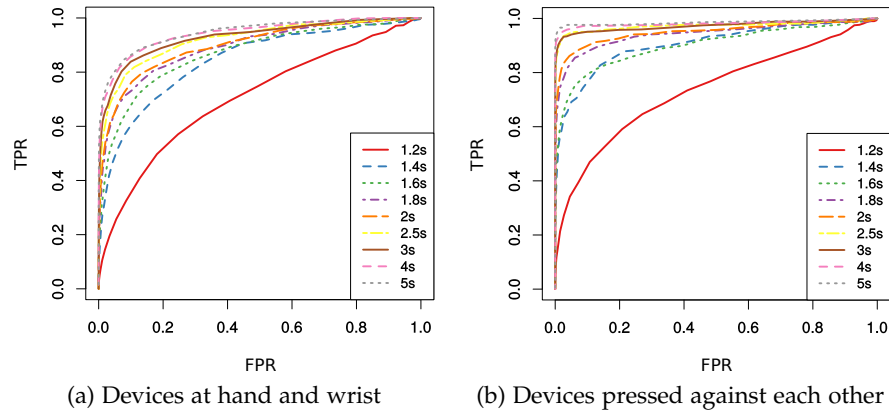 1.0
0.8
0.6
0.4
0.2
0.0
TPR
1.2s
1.4s
1.6s
1.8s
2s
2.5s
3s
4s
5s
0.0 0.2 0.4 0.6 0.8 1.0
FPR
(a) Devices at hand and wrist
1.0
0.8
0.6
0.4
0.2
0.0
TPR
1.2s
1.4s
1.6s
1.8s
2s
2.5s
3s
4s
5s
0.0 0.2 0.4 0.6 0.8 1.0
FPR
(b) Devices pressed against each other